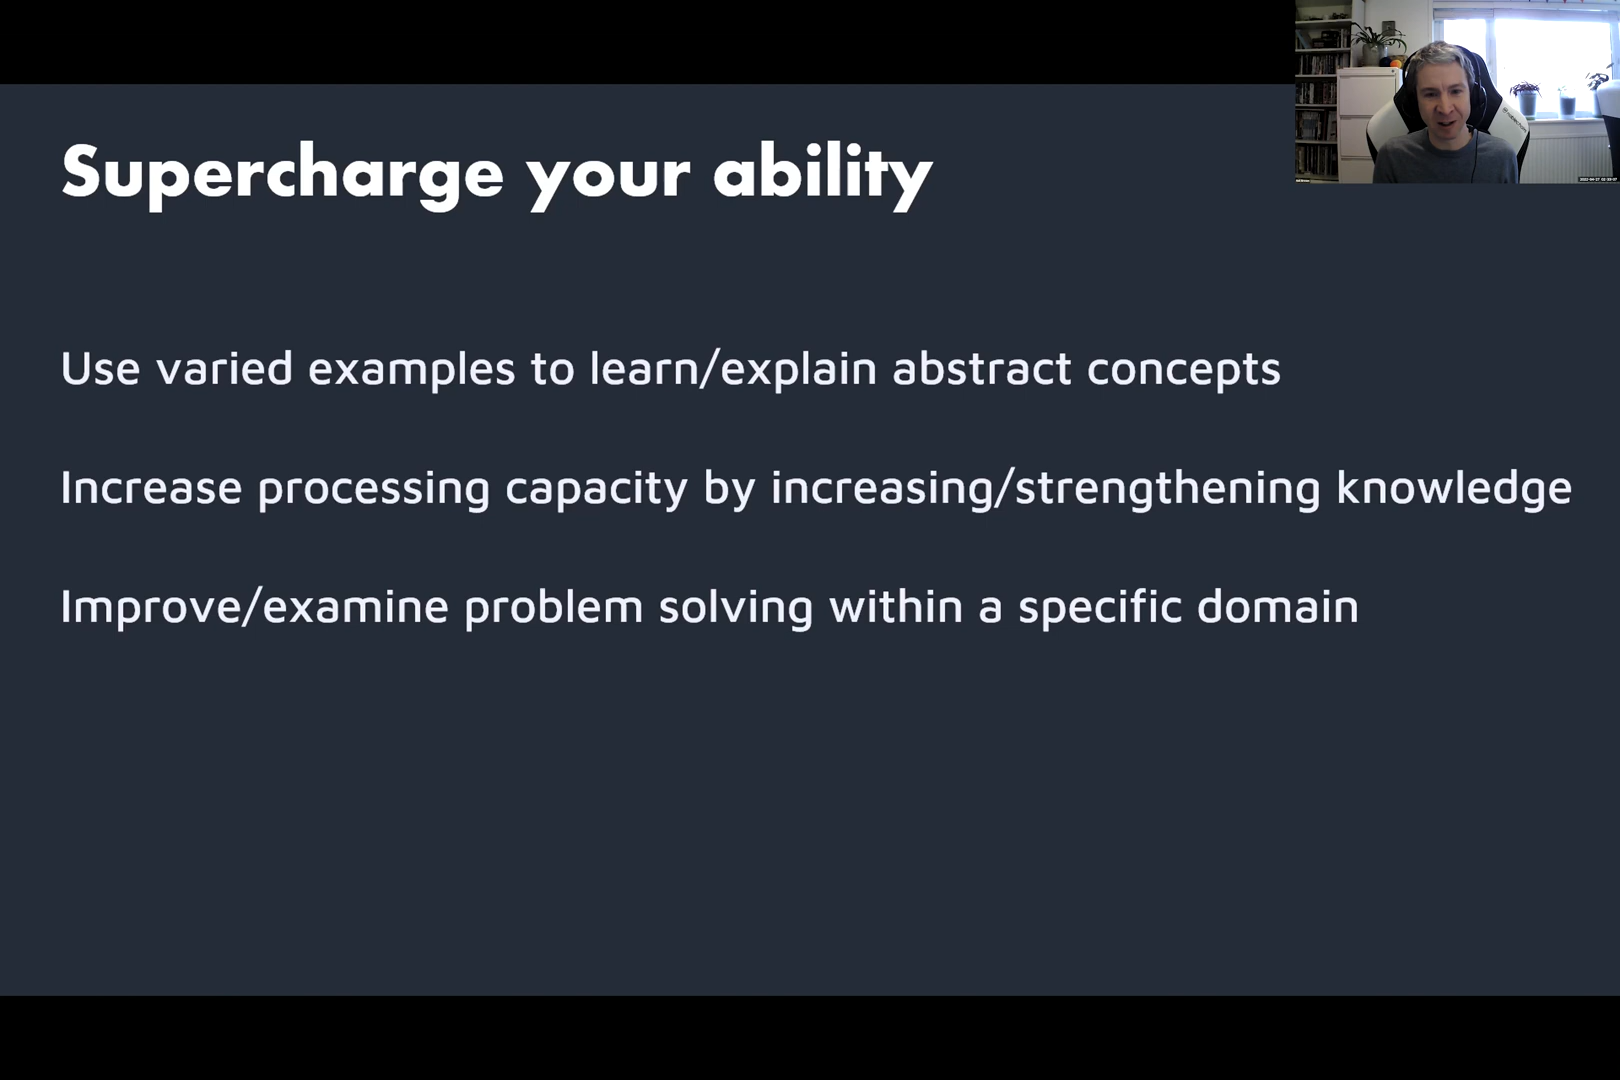 Supercharge your ability
Use varied examples to learn/explain abstract concepts
Increase processing capacity by increasing/strengthening knowledge
Improve/examine problem solving within a specific domain